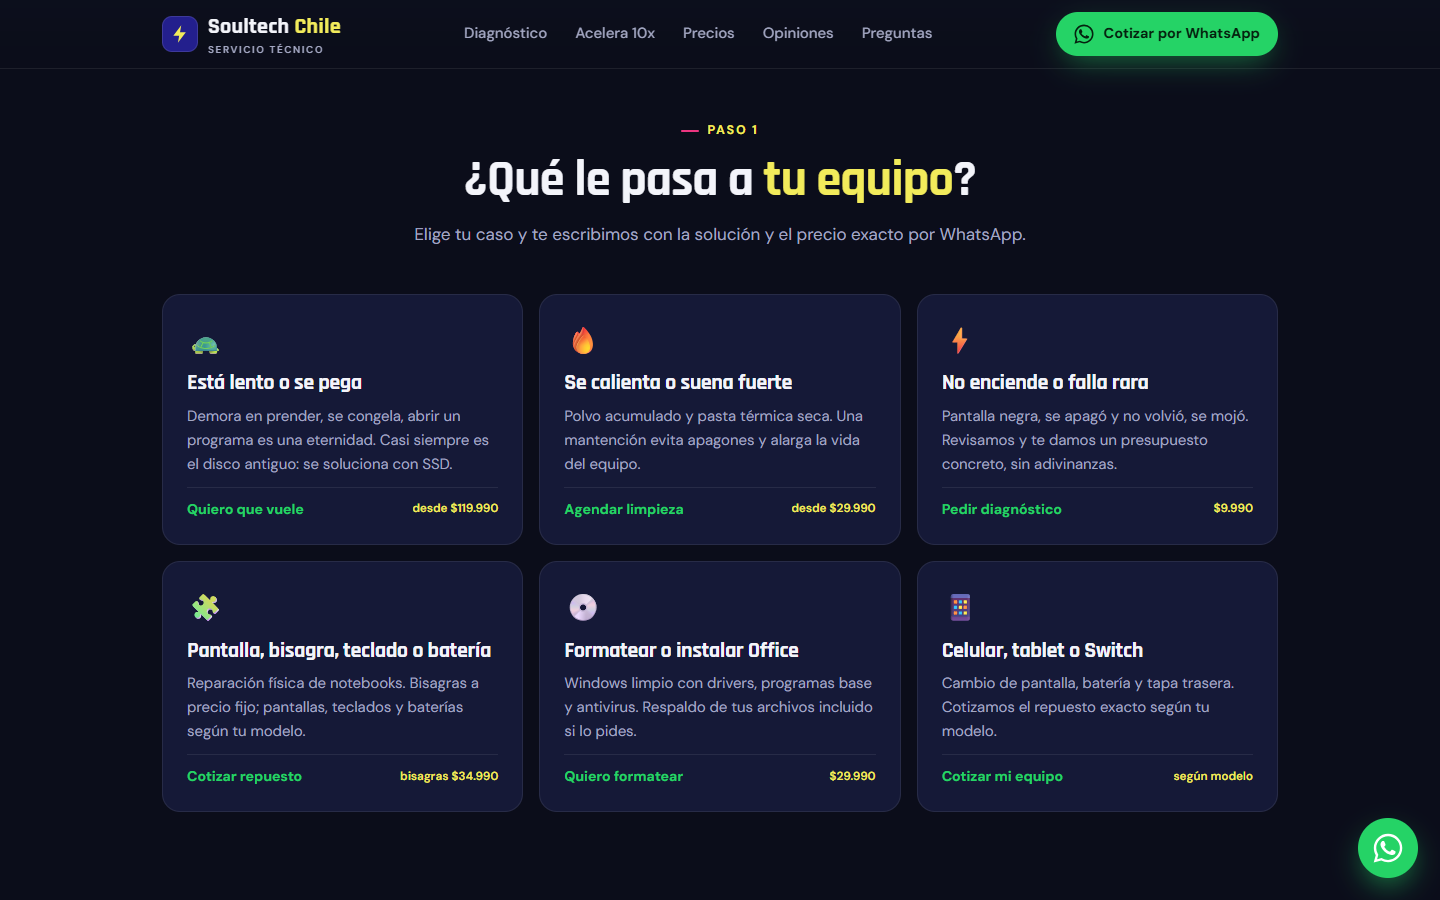 Soultech Chile
SERVICIO TÉCNICO
Diagnóstico
Acelera 10x
Precios
Opiniones
Preguntas
Cotizar por WhatsApp
PASO 1
¿Qué le pasa a tu equipo?
Elige tu caso y te escribimos con la solución y el precio exacto por WhatsApp.
Está lento o se pega
Demora en prender, se congela, abrir un
programa es una eternidad. Casi siempre es
el disco antiguo: se soluciona con SSD.
Quiero que vuele
desde $119.990
Se calienta o suena fuerte
Polvo acumulado y pasta térmica seca. Una
mantención evita apagones y alarga la vida
del equipo.
Agendar limpieza
desde $29.990
No enciende o falla rara
Pantalla negra, se apagó y no volvió, se mojó.
Revisamos y te damos un presupuesto
concreto, sin adivinanzas.
Pedir diagnóstico
$9.990
Pantalla, bisagra, teclado o batería
Reparación física de notebooks. Bisagras a
precio fijo; pantallas, teclados y baterías
según tu modelo.
Cotizar repuesto
bisagras $34.990
Formatear o instalar Office
Windows limpio con drivers, programas base
y antivirus. Respaldo de tus archivos incluido
si lo pides.
Quiero formatear
$29.990
Celular, tablet o Switch
Cambio de pantalla, batería y tapa trasera.
Cotizamos el repuesto exacto según tu
modelo.
Cotizar mi equipo
según modelo